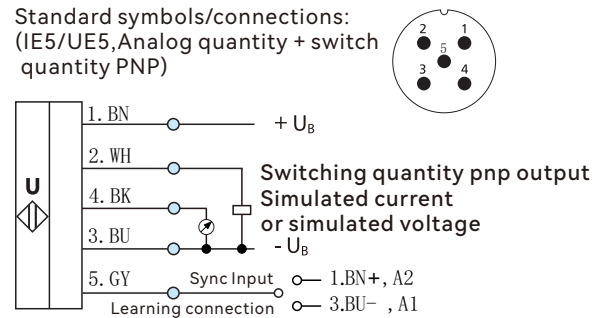 Standard symbols/connections:
(IE5/UE5,Analog quantity + switch
quantity PNP)
2 1
5
3 4
1. BN
+ UB
2. WH
Switching quantity pnp output
U
4. BK
Simulated current
or simulated voltage
3. BU
- UB
5. GY
Sync Input
1.BN+, A2
Learning connection
3.BU- , A1